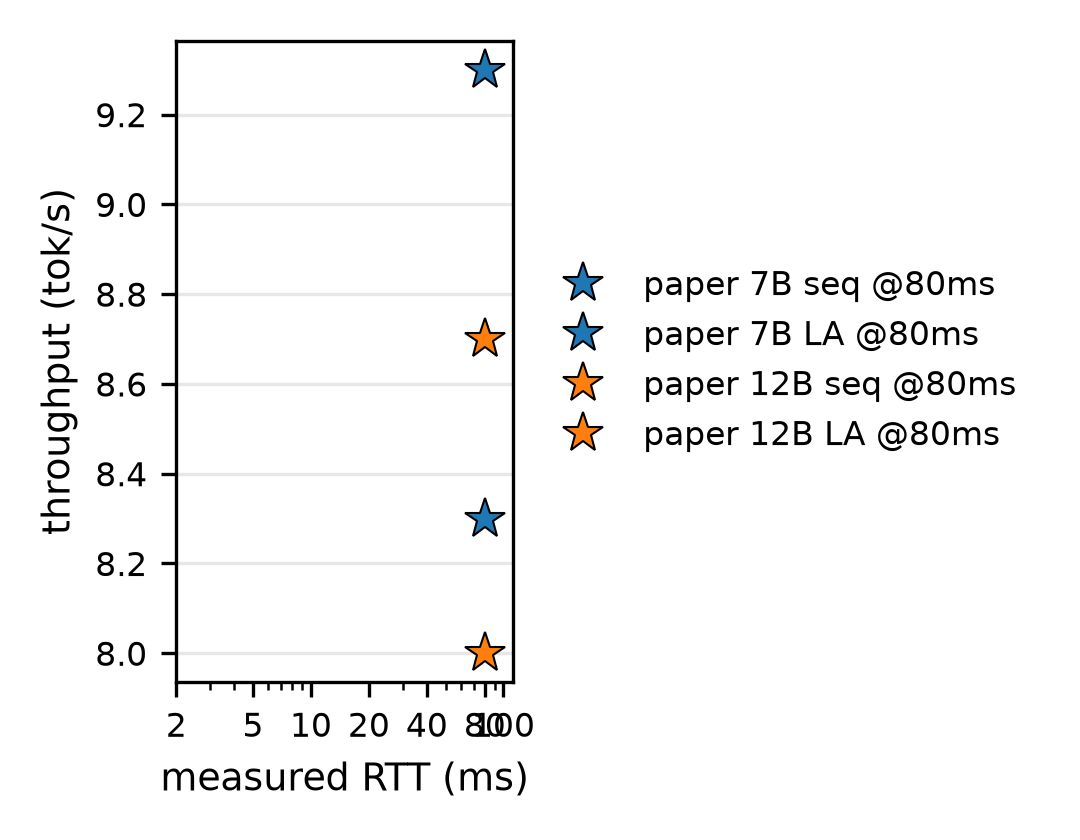 throughput (tok/s)
9.2
9.0
8.8
8.6
8.4
8.2
8.0
2 5 10 20 40 80 100
measured RTT (ms)
paper 7B seq @80ms
paper 7B LA @80ms
paper 12B seq @80ms
paper 12B LA @80ms